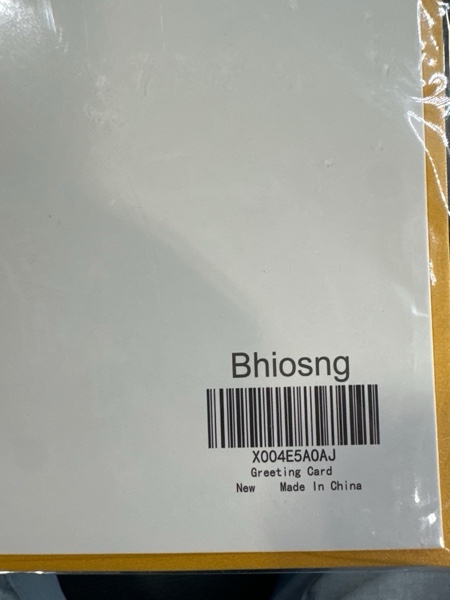 Bhiosng
X004E5A0AJ
Greeting Card
New Made In China